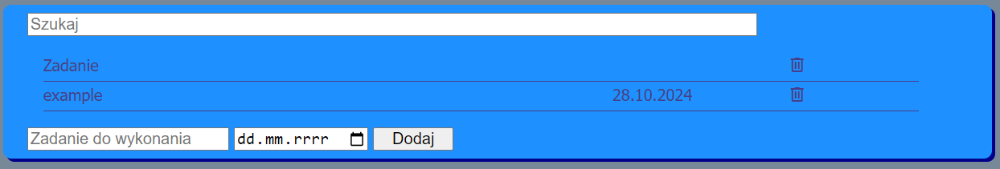 Szukaj
Zadanie
example 28.10.2024
Zadanie do wykonania dd.mm.rrrr Dodaj